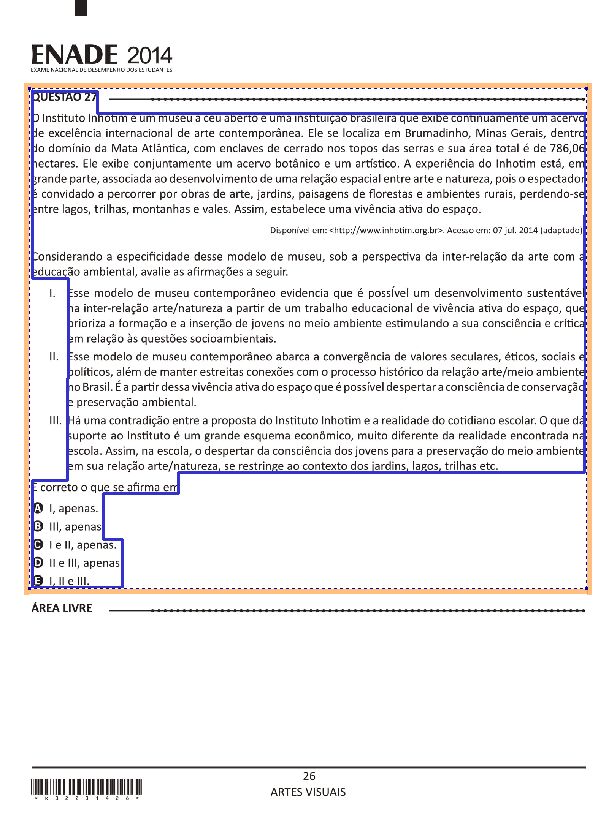 ENADE 2014
EXAME NACIONAL DE DESEMPENHO DOS ESTUDANTES
QUESTÃO 27
O Instituto Inhotim é um museu a céu aberto e uma instituição brasileira que exibe continuamente um acervo
de excelência internacional de arte contemporânea. Ele se localiza em Brumadinho, Minas Gerais, dentro
do domínio da Mata Atlântica, com enclaves de cerrado nos topos das serras e sua área total é de 786,06
hectares. Ele exibe conjuntamente um acervo botânico e um artístico. A experiência do Inhotim está, em
grande parte, associada ao desenvolvimento de uma relação espacial entre arte e natureza, pois o espectador
é convidado a percorrer por obras de arte, jardins, paisagens de florestas e ambientes rurais, perdendo-se
entre lagos, trilhas, montanhas e vales. Assim, estabelece uma vivência ativa do espaço.
Disponível em: <http://www.inhotim.org.br>. Acesso em: 07 jul. 2014 (adaptado).
Considerando a especificidade desse modelo de museu, sob a perspectiva da inter-relação da arte com a
educação ambiental, avalie as afirmações a seguir.
I. Esse modelo de museu contemporâneo evidencia que é possível um desenvolvimento sustentável
na inter-relação arte/natureza a partir de um trabalho educacional de vivência ativa do espaço, que
prioriza a formação e a inserção de jovens no meio ambiente estimulando a sua consciência e crítica
em relação às questões socioambientais.
II. Esse modelo de museu contemporâneo abarca a convergência de valores seculares, éticos, sociais e
políticos, além de manter estreitas conexões com o processo histórico da relação arte/meio ambiente
no Brasil. É a partir dessa vivência ativa do espaço que é possível despertar a consciência de conservação
e preservação ambiental.
III. Há uma contradição entre a proposta do Instituto Inhotim e a realidade do cotidiano escolar. O que dá
suporte ao Instituto é um grande esquema econômico, muito diferente da realidade encontrada na
escola. Assim, na escola, o despertar da consciência dos jovens para a preservação do meio ambiente
em sua relação arte/natureza, se restringe ao contexto dos jardins, lagos, trilhas etc.
É correto o que se afirma em
A I, apenas.
B III, apenas
C I e II, apenas.
D II e III, apenas
E I, II e III.
ÁREA LIVRE
26
ARTES VISUAIS